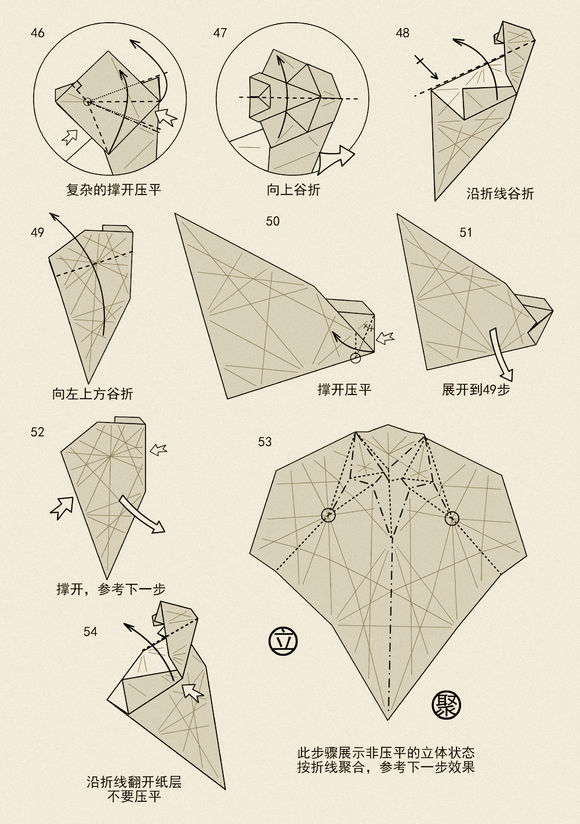 46
复杂的撑开压平
47
向上谷折
48
沿折线谷折
49
向左上方谷折
50
撑开压平
51
展开到49步
52
撑开，参考下一步
53
立
聚
此步骤展示非压平的立体状态
按折线聚合，参考下一步效果
54
沿折线翻开纸层
不要压平